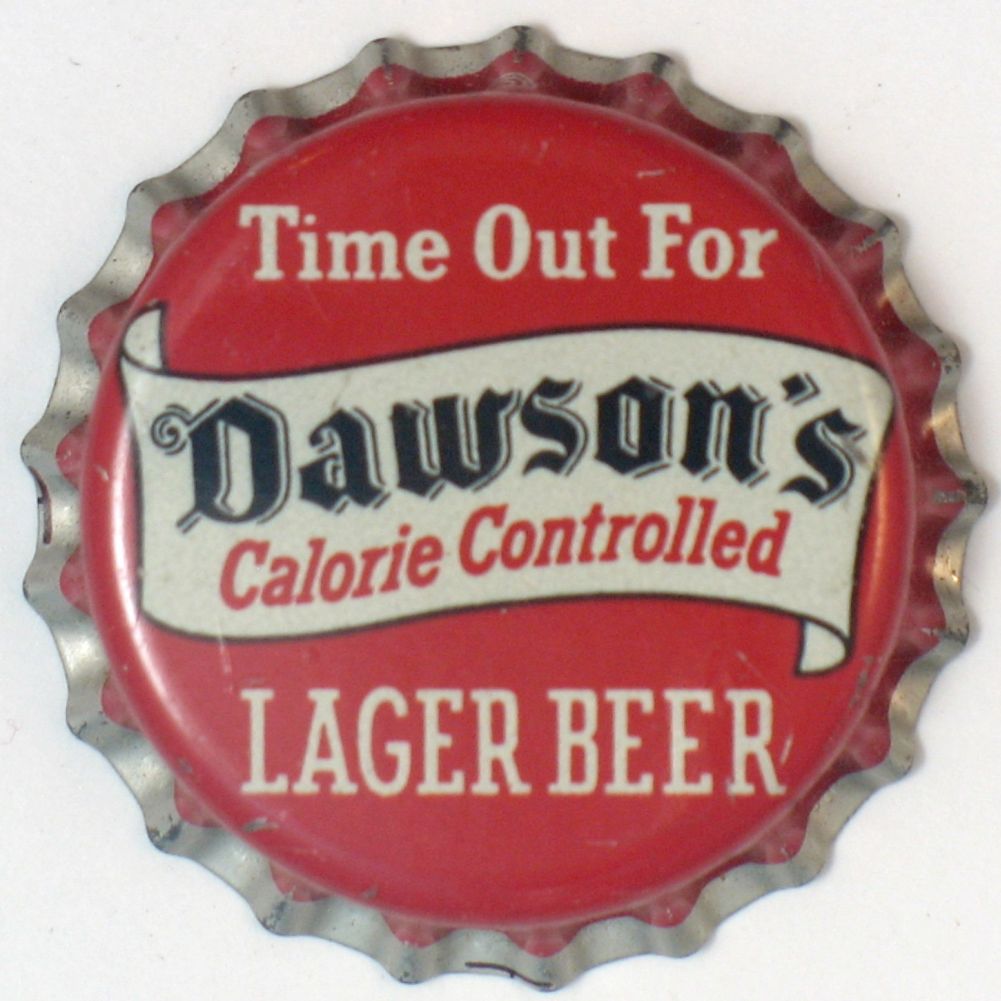 Time Out For
Dawson's
Calorie Controlled
LAGER BEER